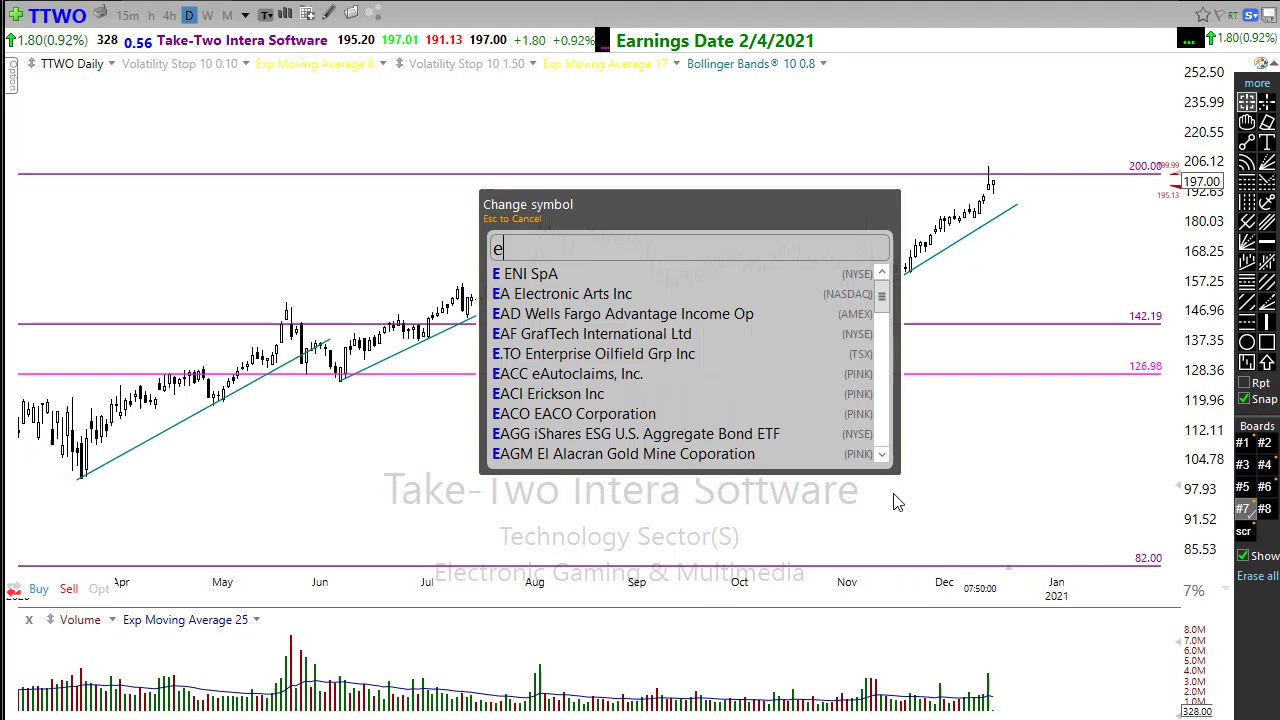 TTWO 15m h 4h D W M T
1.80(0.92%) 328 0.56 Take-Two Intera Software 195.20 197.01 191.13 197.00 +1.80 +0.92% ... Earnings Date 2/4/2021 ... 1.80(0.92%)
RT S
Option
TTWO Daily Volatility Stop 10 0.10 Exp Moving Average 8 Volatility Stop 10 1.50 Exp Moving Average 17 Bollinger Bands® 10 0.8
252.50
235.99
220.55
206.12
200.00 199.99
197.00
192.65
195.13
180.03
168.25
157.25
146.96
142.19
137.35
128.36
126.98
119.96
112.11
104.78
97.93
91.52
85.53
82.00
Change symbol
Esc to Cancel
e
E ENI SpA (NYSE)
EA Electronic Arts Inc (NASDAQ)
EAD Wells Fargo Advantage Income Op (AMEX)
EAF GrafTech International Ltd (NYSE)
E.TO Enterprise Oilfield Grp Inc (TSX)
EACC eAutoclaims, Inc. (PINK)
EACI Erickson Inc (PINK)
EACO EACO Corporation (PINK)
EAGG iShares ESG U.S. Aggregate Bond ETF (NYSE)
EAGM El Alacran Gold Mine Coporation (PINK)
Take-Two Intera Software
Technology Sector(S)
Electronic Gaming & Multimedia
Apr May Jun Jul Aug Sep Oct Nov Dec Jan
07:50:00 2021
Buy Sell Opt
7%
X Volume Exp Moving Average 25
8.0M
7.0M
6.0M
5.0M
4.0M
3.0M
2.0M
1.0M
328.00
more
T
Rpt
Snap
Boards
#1 #2
#3 #4
#5 #6
#7 #8
scr
Show
Erase all